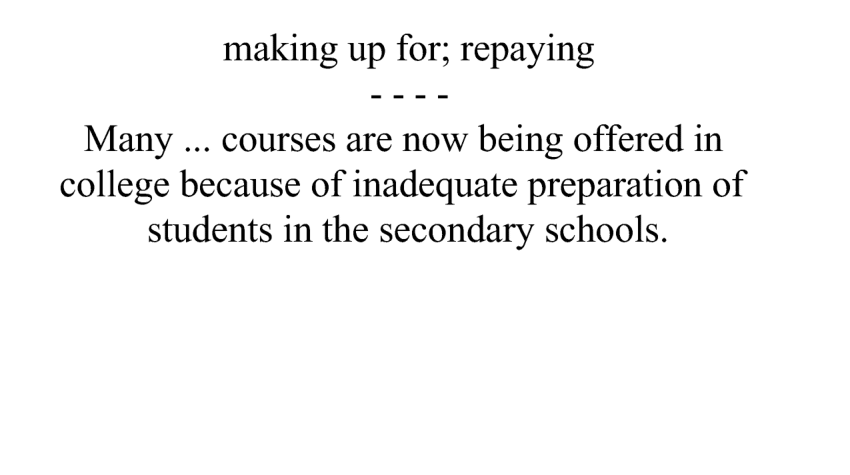 making up for; repaying
- - - -
Many ... courses are now being offered in
college because of inadequate preparation of
students in the secondary schools.